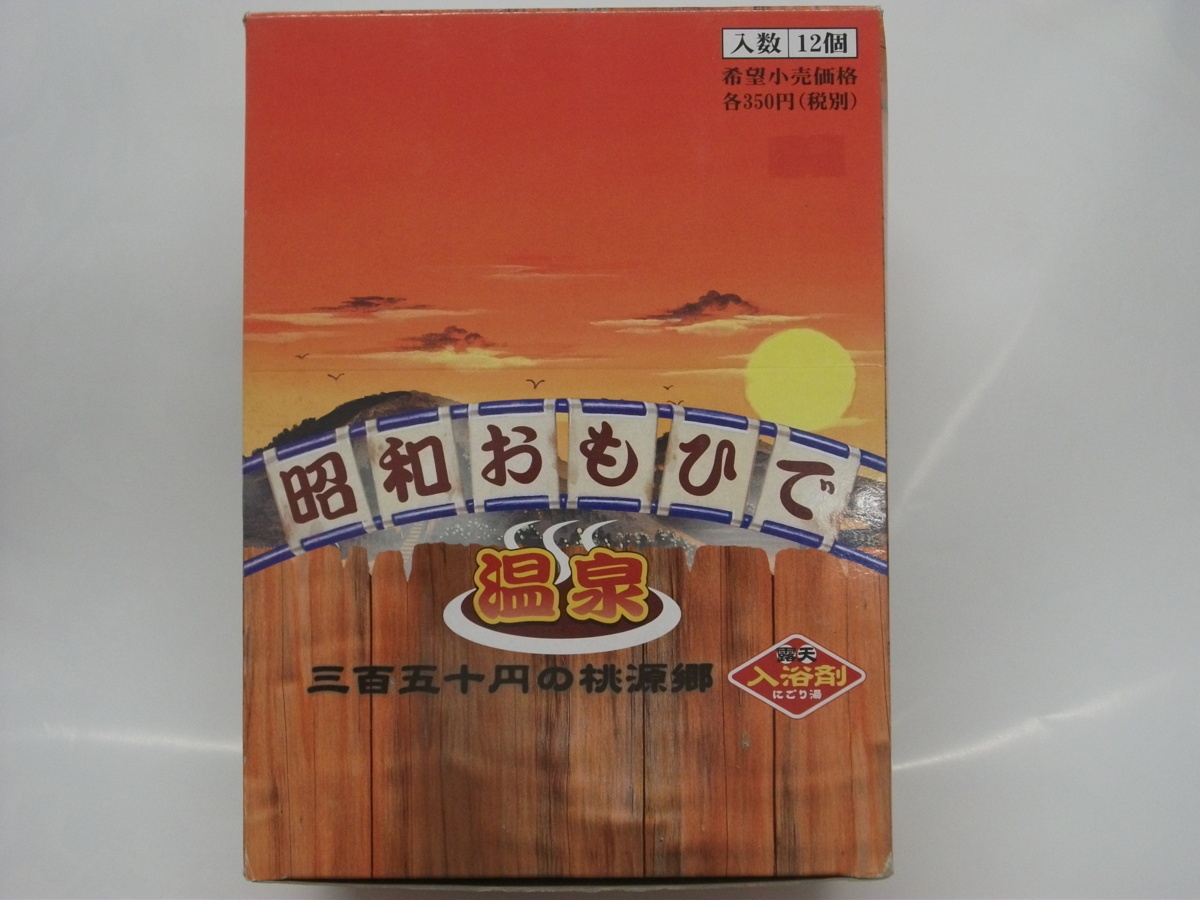 入数 12個
希望小売価格
各350円(税別)
昭和おもひで
温泉
三百五十円の桃源郷
露天
入浴剤
にごり湯